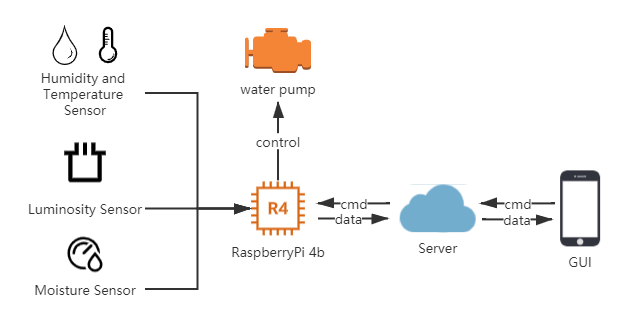 Humidity and
Temperature
Sensor
water pump
control
Luminosity Sensor
R4
RaspberryPi 4b
cmd
data
Server
cmd
data
GUI
Moisture Sensor